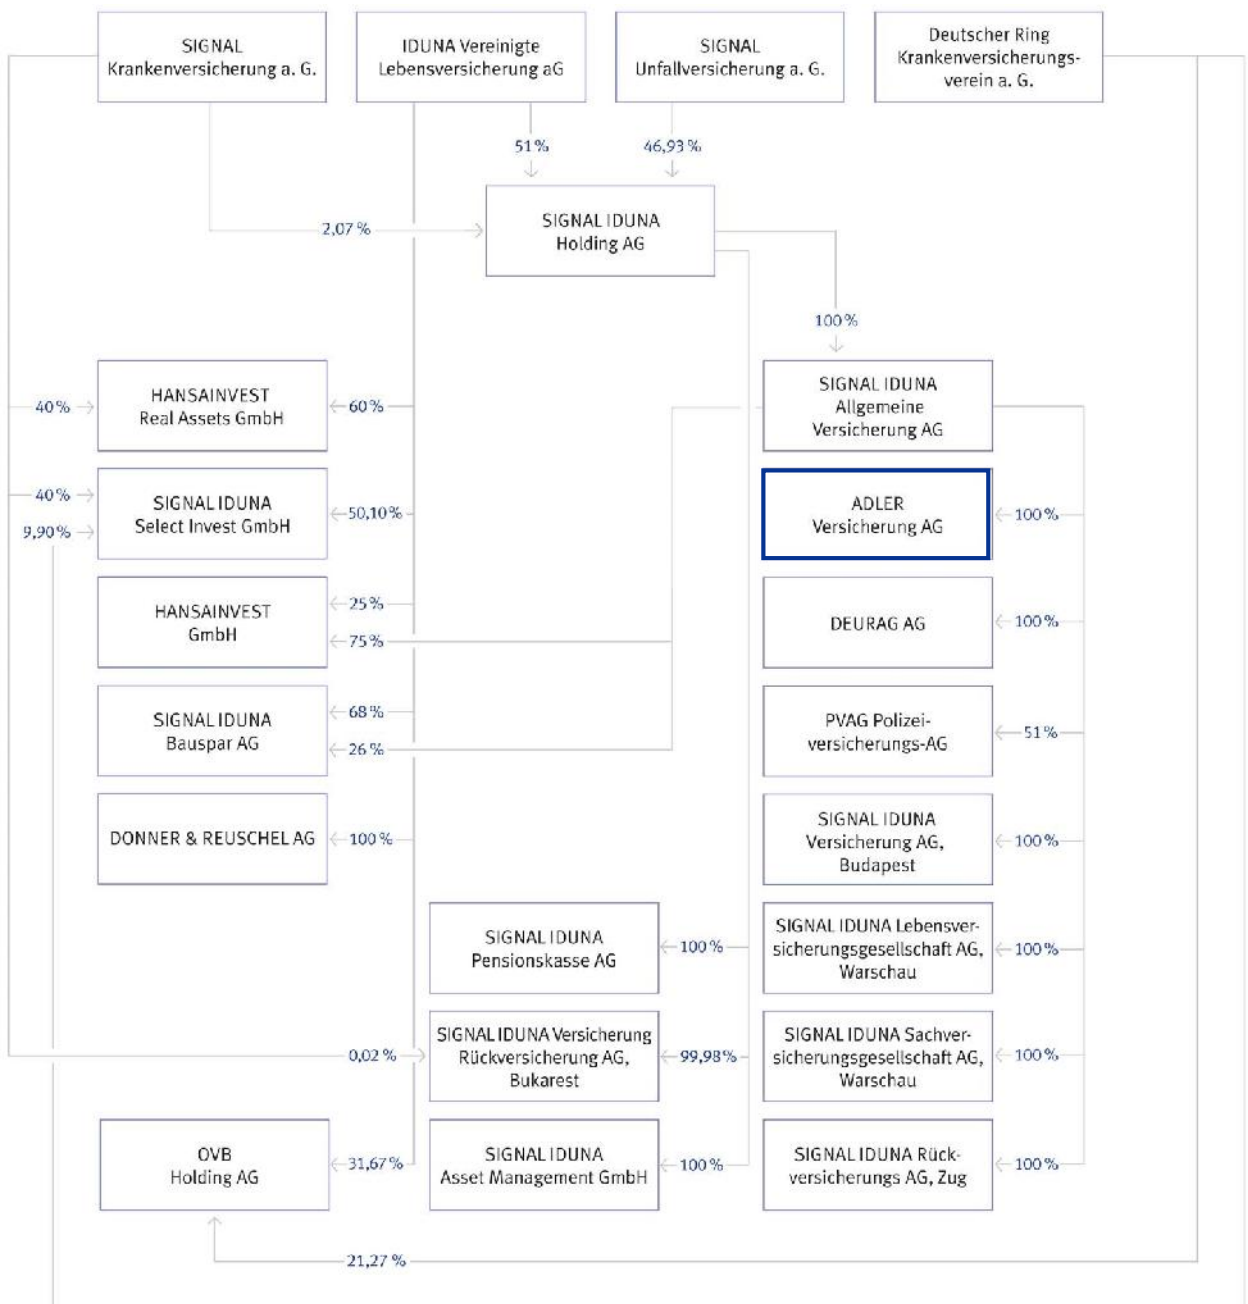 SIGNAL
Krankenversicherung a. G.
IDUNA Vereinigte
Lebensversicherung aG
SIGNAL
Unfallversicherung a. G.
Deutscher Ring
Krankenversicherungs-
verein a. G.
51%
46,93%
2,07%
SIGNAL IDUNA
Holding AG
100%
40%
HANSAINVEST
Real Assets GmbH
60%
SIGNAL IDUNA
Allgemeine
Versicherung AG
40%
9,90%
SIGNAL IDUNA
Select Invest GmbH
50,10%
ADLER
Versicherung AG
100%
HANSAINVEST
GmbH
25%
75%
DEURAG AG
100%
SIGNAL IDUNA
Bauspar AG
68%
26%
PVAG Polizei-
versicherungs-AG
51%
DONNER & REUSCHEL AG
100%
SIGNAL IDUNA
Versicherung AG,
Budapest
100%
SIGNAL IDUNA
Pensionskasse AG
100%
SIGNAL IDUNA Lebensver-
sicherungsgesellschaft AG,
Warschau
100%
0,02%
SIGNAL IDUNA Versicherung
Rückversicherung AG,
Bukarest
99,98%
SIGNAL IDUNA Sachver-
sicherungsgesellschaft AG,
Warschau
100%
OVB
Holding AG
31,67%
SIGNAL IDUNA
Asset Management GmbH
100%
SIGNAL IDUNA Rück-
versicherungs AG, Zug
100%
21,27%